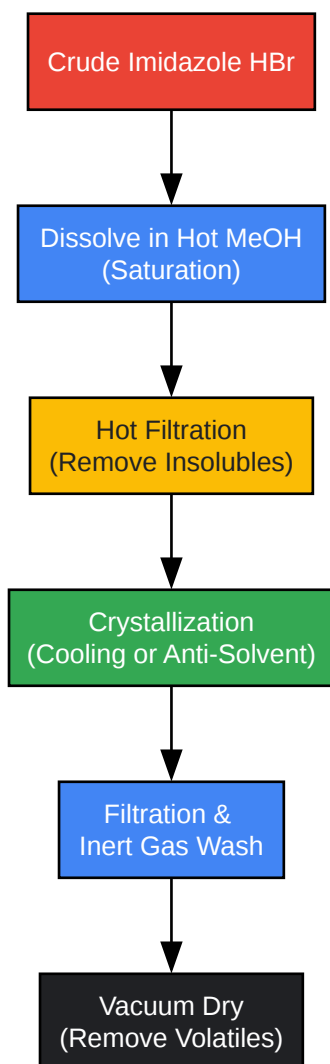 Crude Imidazole HBr
Dissolve in Hot MeOH
(Saturation)
Hot Filtration
(Remove Insolubles)
Crystallization
(Cooling or Anti-Solvent)
Filtration &
Inert Gas Wash
Vacuum Dry
(Remove Volatiles)